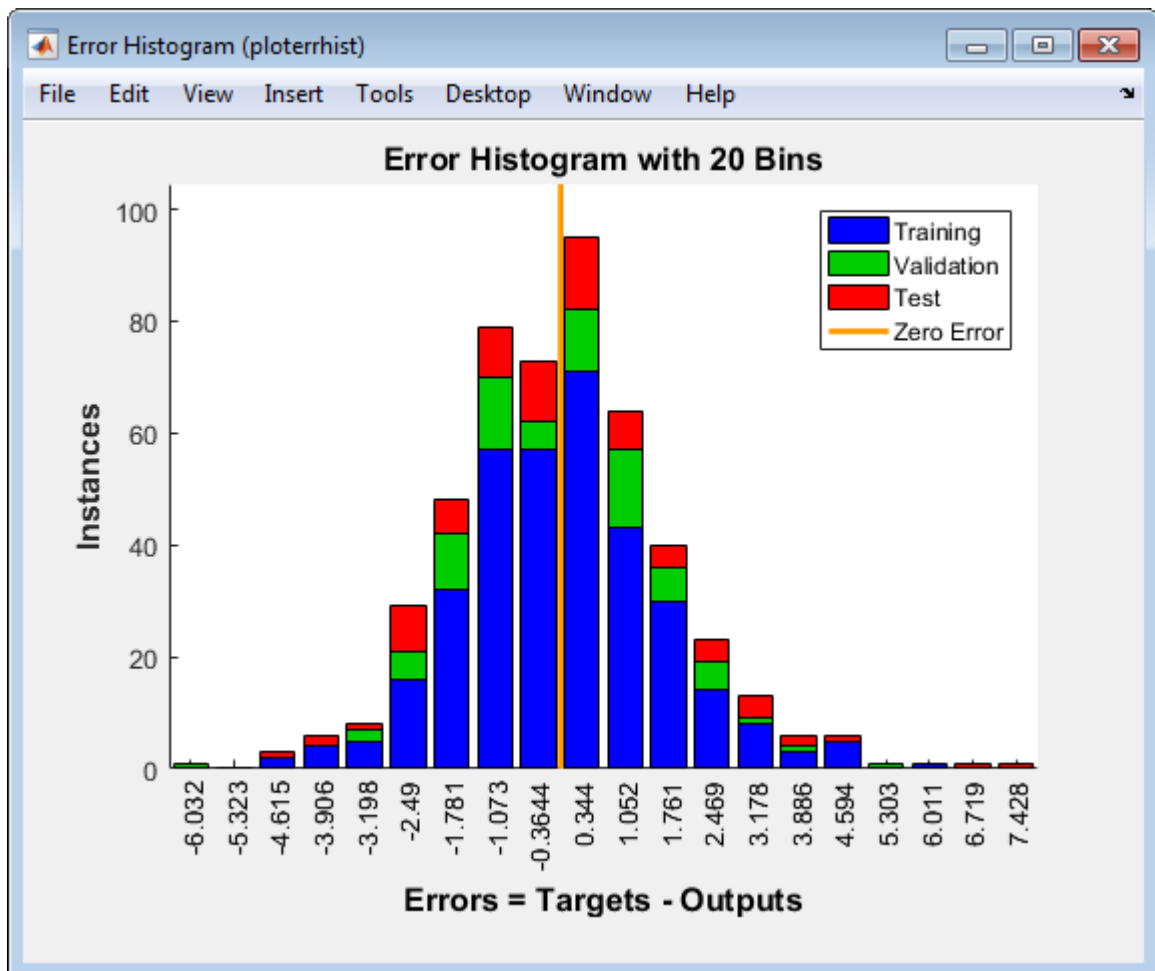 Error Histogram (ploterrhist)
File Edit View Insert Tools Desktop Window Help
Error Histogram with 20 Bins
100
80
60
40
20
0
Instances
Training
Validation
Test
Zero Error
-6.032
-5.323
-4.615
-3.906
-3.198
-2.49
-1.781
-1.073
-0.3644
0.344
1.052
1.761
2.469
3.178
3.886
4.594
5.303
6.011
6.719
7.428
Errors = Targets - Outputs